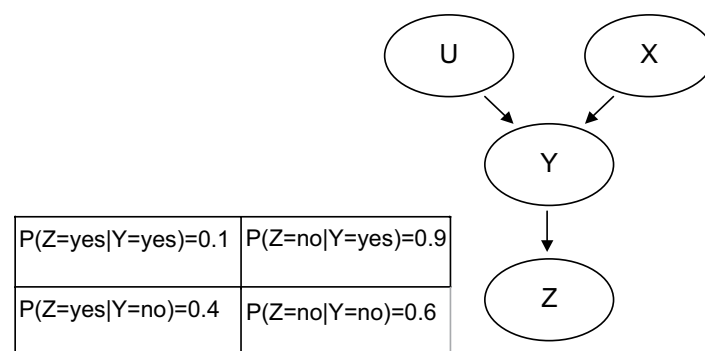 U
X
Y
P(Z=yes|Y=yes)=0.1
P(Z=no|Y=yes)=0.9
P(Z=yes|Y=no)=0.4
P(Z=no|Y=no)=0.6
Z